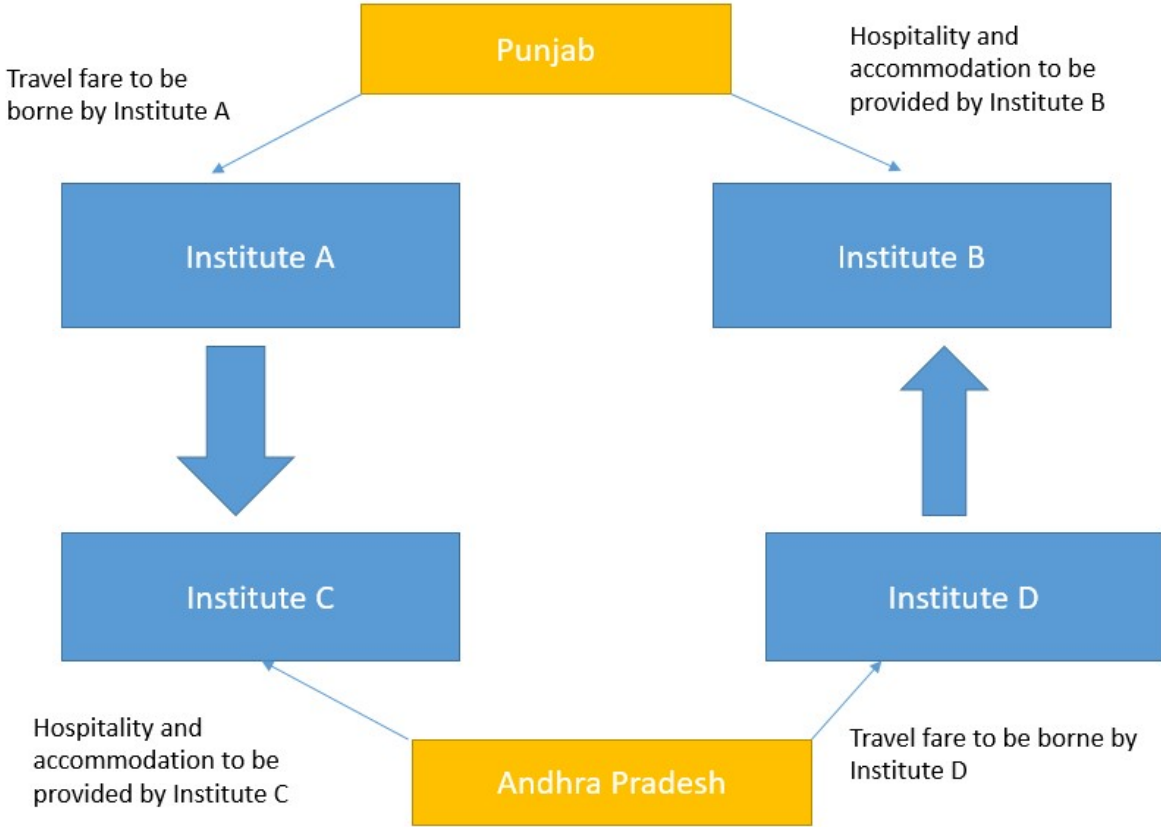 Punjab
Travel fare to be
borne by Institute A
Hospitality and
accommodation to be
provided by Institute B
Institute A
Institute B
Institute C
Institute D
Hospitality and
accommodation to be
provided by Institute C
Andhra Pradesh
Travel fare to be borne by
Institute D